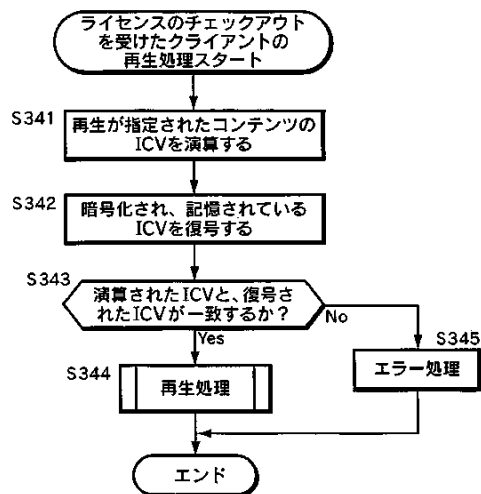 ライセンスのチェックアウト
を受けたクライアントの
再生処理スタート
S341
再生が指定されたコンテンツの
ICVを演算する
S342
暗号化され、記憶されている
ICVを復号する
S343
演算されたICVと、復号さ
れたICVが一致するか？
No
Yes
S345
エラー処理
S344
再生処理
エンド